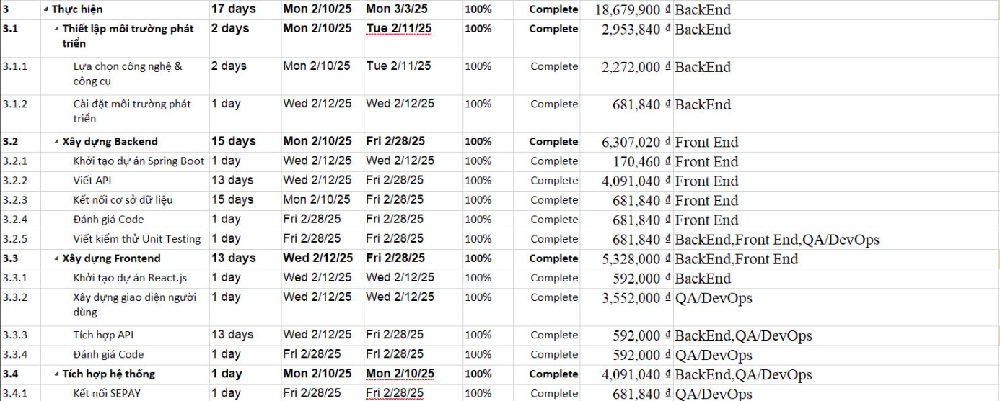 3 Thực hiện 17 days Mon 2/10/25 Mon 3/3/25 100% Complete 18,679,900 ₫ BackEnd
3.1 Thiết lập môi trường phát 2 days Mon 2/10/25 Tue 2/11/25 100% Complete 2,953,840 ₫ BackEnd
triển
3.1.1 Lựa chọn công nghệ & 2 days Mon 2/10/25 Tue 2/11/25 100% Complete 2,272,000 ₫ BackEnd
công cụ
3.1.2 Cài đặt môi trường phát 1 day Wed 2/12/25 Wed 2/12/25 100% Complete 681,840 ₫ BackEnd
triển
3.2 Xây dựng Backend 15 days Mon 2/10/25 Fri 2/28/25 100% Complete 6,307,020 ₫ Front End
3.2.1 Khởi tạo dự án Spring Boot 1 day Wed 2/12/25 Wed 2/12/25 100% Complete 170,460 ₫ Front End
3.2.2 Viết API 13 days Wed 2/12/25 Fri 2/28/25 100% Complete 4,091,040 ₫ Front End
3.2.3 Kết nối cơ sở dữ liệu 15 days Mon 2/10/25 Fri 2/28/25 100% Complete 681,840 ₫ Front End
3.2.4 Đánh giá Code 1 day Fri 2/28/25 Fri 2/28/25 100% Complete 681,840 ₫ Front End
3.2.5 Viết kiểm thử Unit Testing 1 day Fri 2/28/25 Fri 2/28/25 100% Complete 681,840 ₫ BackEnd,Front End,QA/DevOps
3.3 Xây dựng Frontend 13 days Wed 2/12/25 Fri 2/28/25 100% Complete 5,328,000 ₫ BackEnd,Front End
3.3.1 Khởi tạo dự án React.js 1 day Wed 2/12/25 Wed 2/12/25 100% Complete 592,000 ₫ BackEnd
3.3.2 Xây dựng giao diện người 1 day Wed 2/12/25 Wed 2/12/25 100% Complete 3,552,000 ₫ QA/DevOps
dùng
3.3.3 Tích hợp API 13 days Wed 2/12/25 Fri 2/28/25 100% Complete 592,000 ₫ BackEnd,QA/DevOps
3.3.4 Đánh giá Code 1 day Fri 2/28/25 Fri 2/28/25 100% Complete 592,000 ₫ QA/DevOps
3.4 Tích hợp hệ thống 1 day Mon 2/10/25 Mon 2/10/25 100% Complete 4,091,040 ₫ BackEnd,QA/DevOps
3.4.1 Kết nối SEPAY 1 day Fri 2/28/25 Fri 2/28/25 100% Complete 681,840 ₫ QA/DevOps